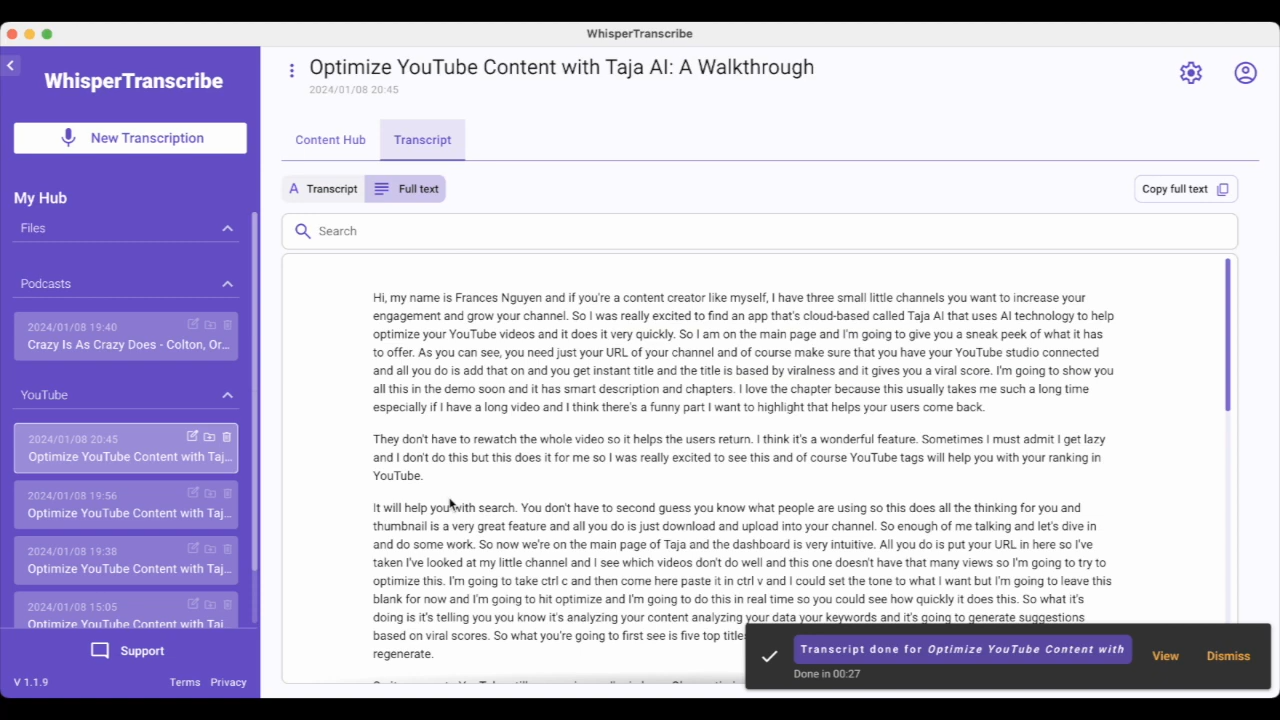 WhisperTranscribe
WhisperTranscribe
New Transcription
My Hub
Files
Podcasts
2024/01/08 19:40
Crazy Is As Crazy Does - Colton, Or...
YouTube
2024/01/08 20:45
Optimize YouTube Content with Taj...
2024/01/08 19:56
Optimize YouTube Content with Taj...
2024/01/08 19:38
Optimize YouTube Content with Taj...
2024/01/08 15:05
Optimize YouTube Content with Taj
Support
V 1.1.9
Terms Privacy
Optimize YouTube Content with Taja AI: A Walkthrough
2024/01/08 20:45
Content Hub Transcript
A Transcript Full text
Copy full text
Search
Hi, my name is Frances Nguyen and if you're a content creator like myself, I have three small little channels you want to increase your
engagement and grow your channel. So I was really excited to find an app that's cloud-based called Taja AI that uses AI technology to help
optimize your YouTube videos and it does it very quickly. So I am on the main page and I'm going to give you a sneak peek of what it has
to offer. As you can see, you need just your URL of your channel and of course make sure that you have your YouTube studio connected
and all you do is add that on and you get instant title and the title is based by viralness and it gives you a viral score. I'm going to show you
all this in the demo soon and it has smart description and chapters. I love the chapter because this usually takes me such a long time
especially if I have a long video and I think there's a funny part I want to highlight that helps your users come back.
They don't have to rewatch the whole video so it helps the users return. I think it's a wonderful feature. Sometimes I must admit I get lazy
and I don't do this but this does it for me so I was really excited to see this and of course YouTube tags will help you with your ranking in
YouTube.
It will help you with search. You don't have to second guess you know what people are using so this does all the thinking for you and
thumbnail is a very great feature and all you do is just download and upload into your channel. So enough of me talking and let's dive in
and do some work. So now we're on the main page of Taja and the dashboard is very intuitive. All you do is put your URL in here so I've
taken I've looked at my little channel and I see which videos don't do well and this one doesn't have that many views so I'm going to try to
optimize this. I'm going to take ctrl c and then come here paste it in ctrl v and I could set the tone to what I want but I'm going to leave this
blank for now and I'm going to hit optimize and I'm going to do this in real time so you could see how quickly it does this. So what it's
doing is it's telling you you know it's analyzing your content analyzing your data your keywords and it's going to generate suggestions
based on viral scores. So what you're going to first see is five top titles
regenerate.
Transcript done for Optimize YouTube Content with
Done in 00:27
View Dismiss